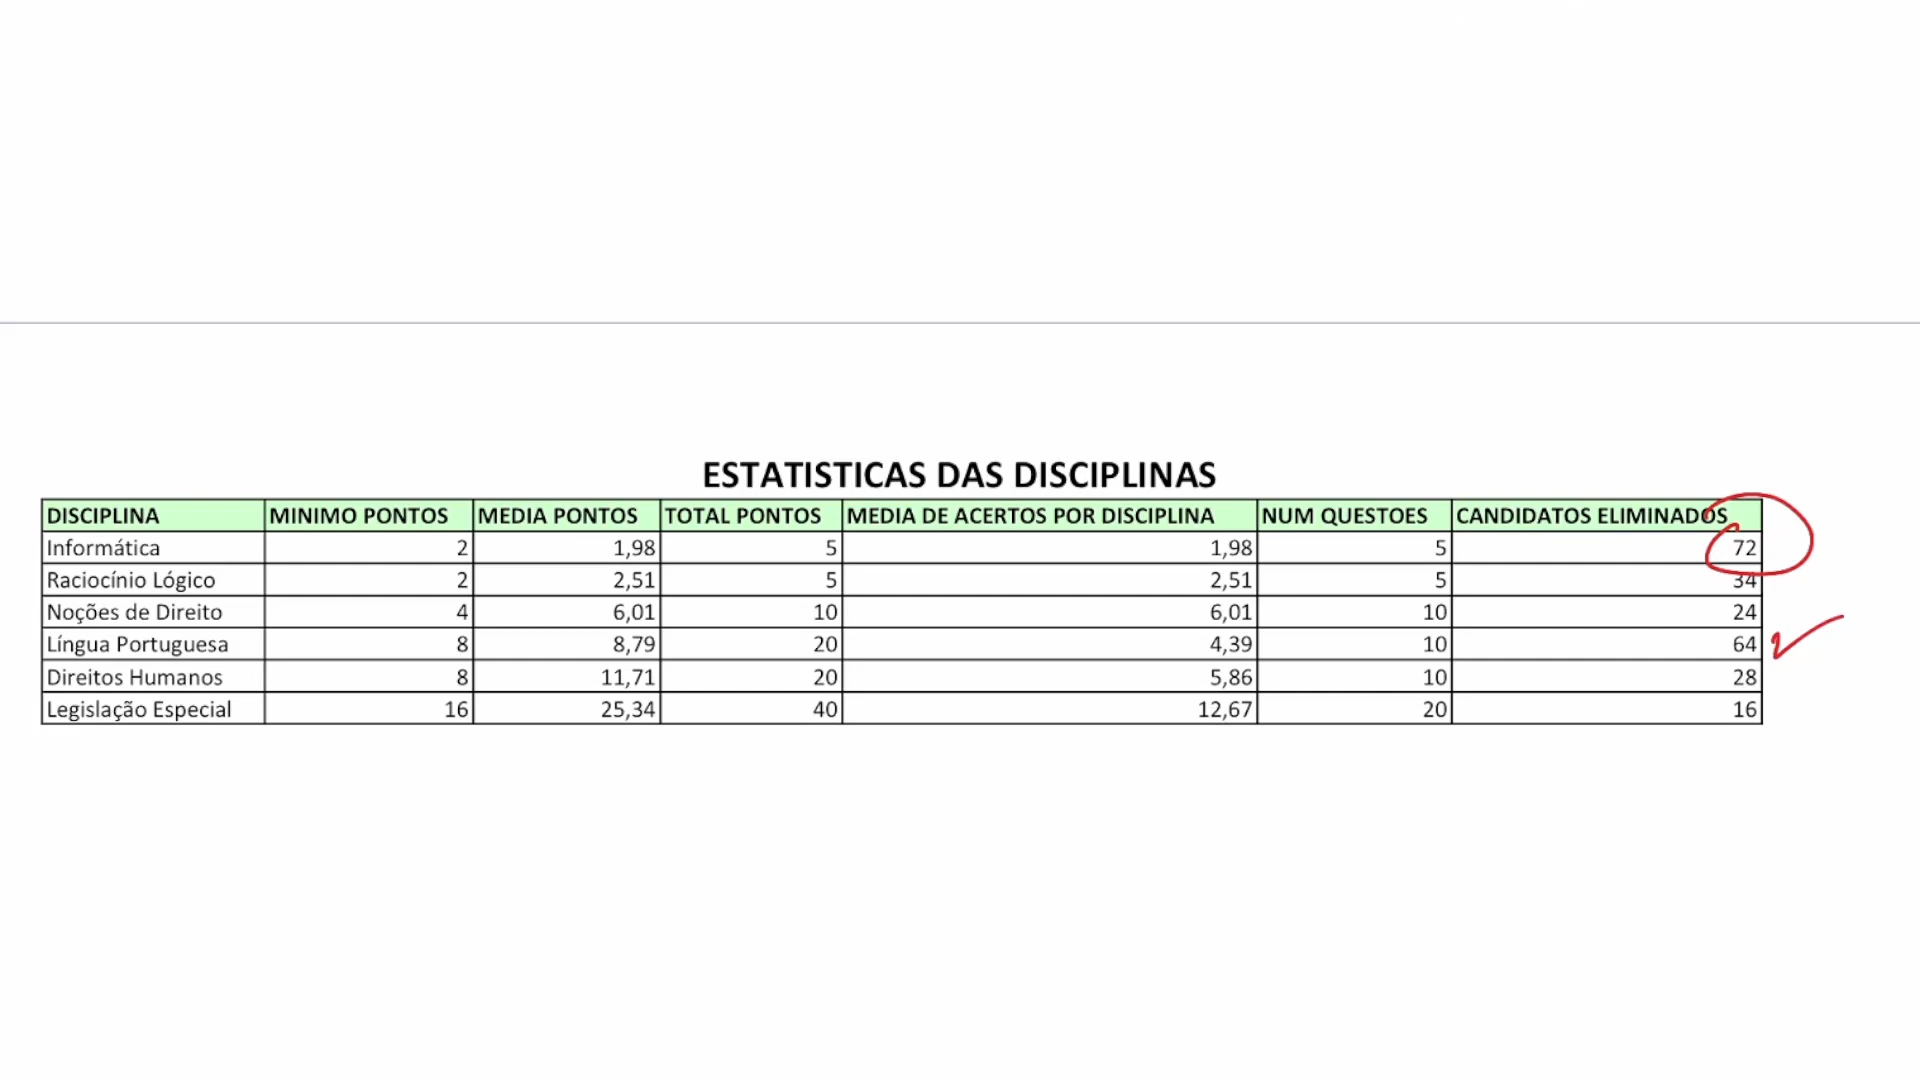 ESTATISTICAS DAS DISCIPLINAS
DISCIPLINA MINIMO PONTOS MEDIA PONTOS TOTAL PONTOS MEDIA DE ACERTOS POR DISCIPLINA NUM QUESTOES CANDIDATOS ELIMINADOS
Informática 2 1,98 5 1,98 5 72
Raciocínio Lógico 2 2,51 5 2,51 5 34
Noções de Direito 4 6,01 10 6,01 10 24
Língua Portuguesa 8 8,79 20 4,39 10 64
Direitos Humanos 8 11,71 20 5,86 10 28
Legislação Especial 16 25,34 40 12,67 20 16